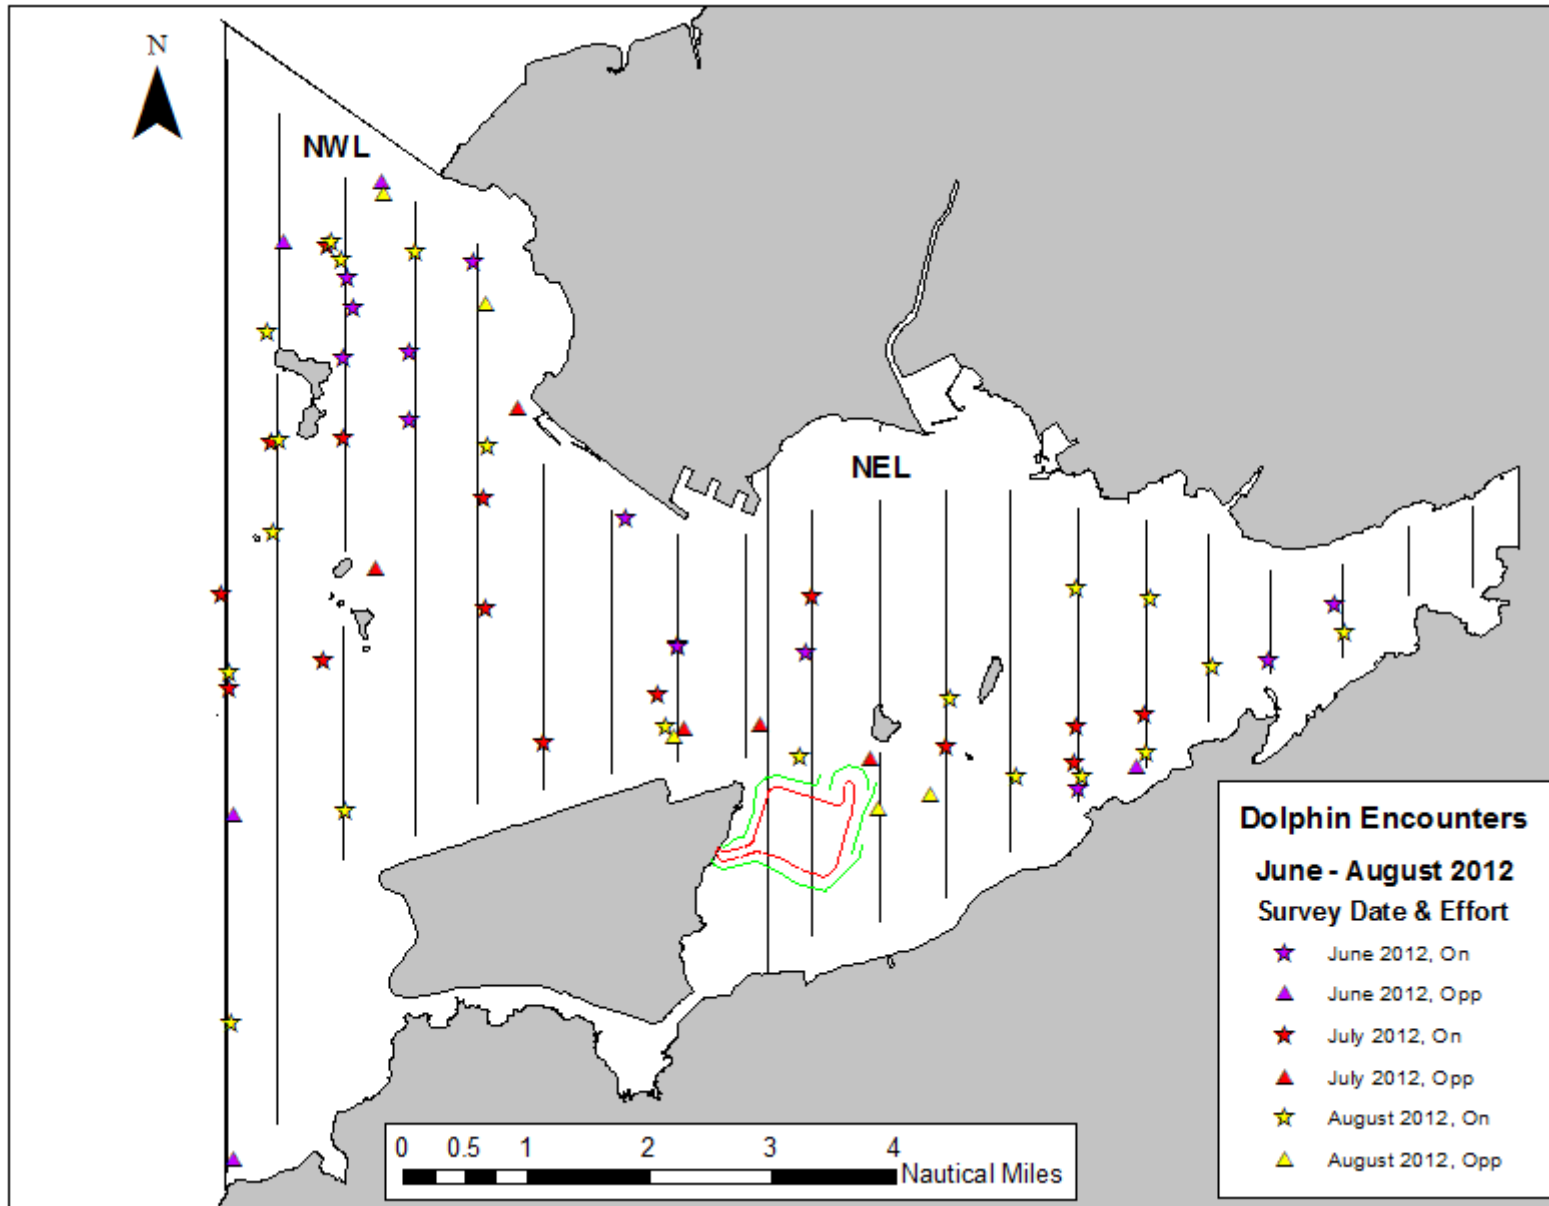 N
NWL
NEL
Dolphin Encounters
June - August 2012
Survey Date & Effort
June 2012, On
June 2012, Opp
July 2012, On
July 2012, Opp
August 2012, On
August 2012, Opp
0 0.5 1 2 3 4
Nautical Miles